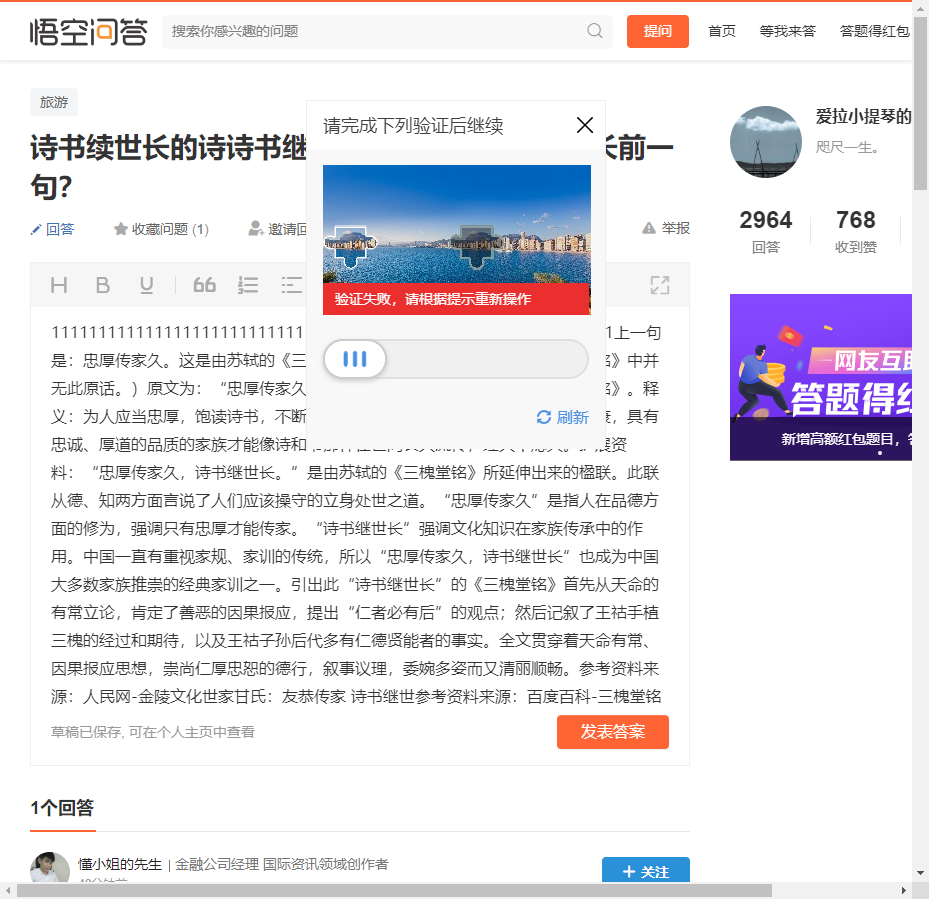 悟空问答
搜索你感兴趣的问题
提问
首页
等我来答
答题得红包
旅游
诗书续世长的诗诗书继
长前一
句?
回答
收藏问题 (1)
邀请回
举报
请完成下列验证后继续
验证失败，请根据提示重新操作
刷新
H B U 66
1上一句
是：忠厚传家久。这是由苏轼的《三
》中并
无此原话。）原文为：“忠厚传家久
》。释
义：为人应当忠厚，饱读诗书，不断
，具有
忠诚、厚道的品质的家族才能像诗和
料：“忠厚传家久，诗书继世长。”是由苏轼的《三槐堂铭》所延伸出来的楹联。此联
从德、知两方面言说了人们应该操守的立身处世之道。 “忠厚传家久”是指人在品德方
面的修为，强调只有忠厚才能传家。 “诗书继世长”强调文化知识在家族传承中的作
用。中国一直有重视家规、家训的传统，所以“忠厚传家久，诗书继世长”也成为中国
大多数家族推崇的经典家训之一。引出此“诗书继世长”的《三槐堂铭》首先从天命的
有常立论，肯定了善恶的因果报应，提出“仁者必有后”的观点；然后记叙了王祜手植
三槐的经过和期待，以及王祜子孙后代多有仁德贤能者的事实。全文贯穿着天命有常、
因果报应思想，崇尚仁厚忠恕的德行，叙事议理，委婉多姿而又清丽顺畅。参考资料来
源：人民网-金陵文化世家甘氏：友恭传家 诗书继世参考资料来源：百度百科-三槐堂铭
草稿已保存, 可在个人主页中查看
发表答案
1个回答
懂小姐的先生 | 金融公司经理 国际资讯领域创作者
+ 关注
爱拉小提琴的
咫尺一生。
2964
768
回答
收到赞
一网友互助
答题得红
新增高额红包题目，